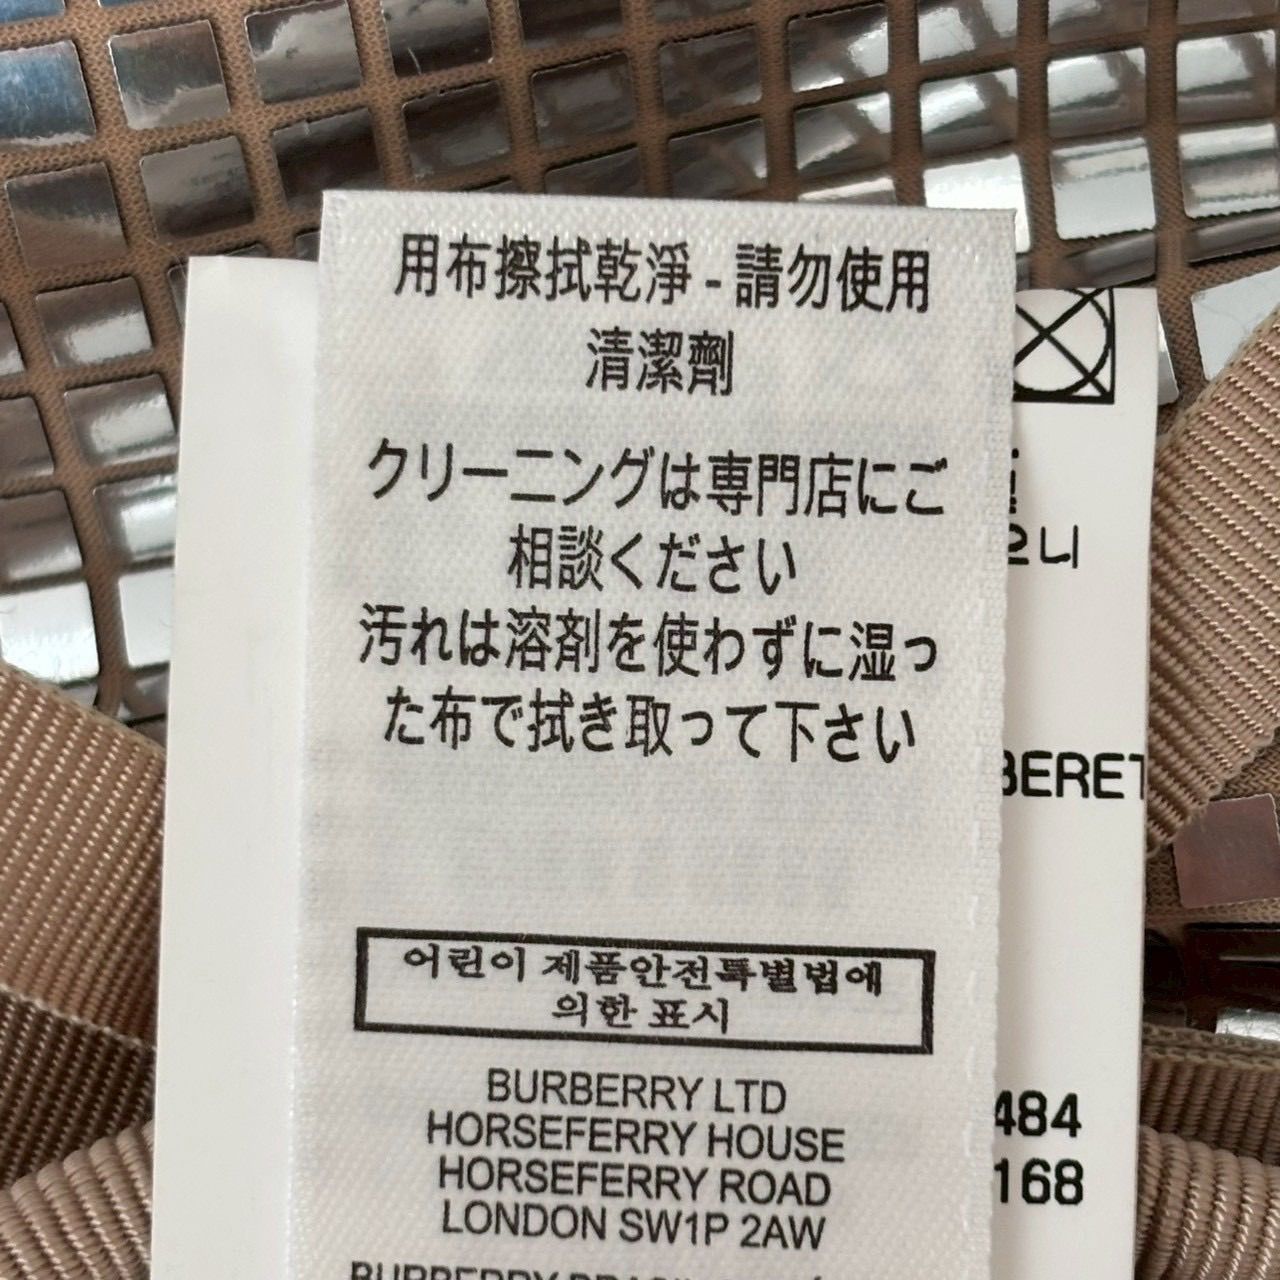 用布擦拭乾淨 - 請勿使用
清潔劑
クリーニングは専門店にご
相談ください
汚れは溶剤を使わずに湿っ
た布で拭き取って下さい
어린이 제품안전특별법에
의한 표시
BURBERRY LTD
HORSEFERRY HOUSE
HORSEFERRY ROAD
LONDON SW1P 2AW
BERET
484
168